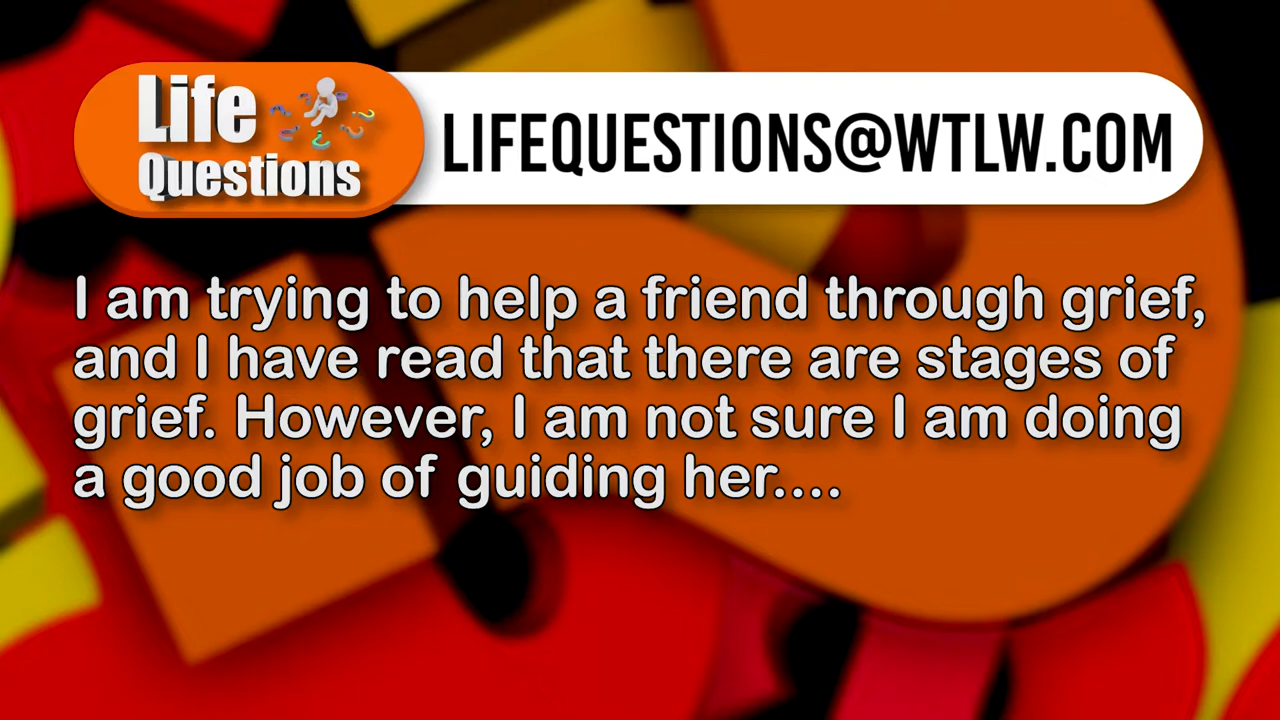 Life
Questions
LIFEQUESTIONS@WTLW.COM
I am trying to help a friend through grief,
and I have read that there are stages of
grief. However, I am not sure I am doing
a good job of guiding her....